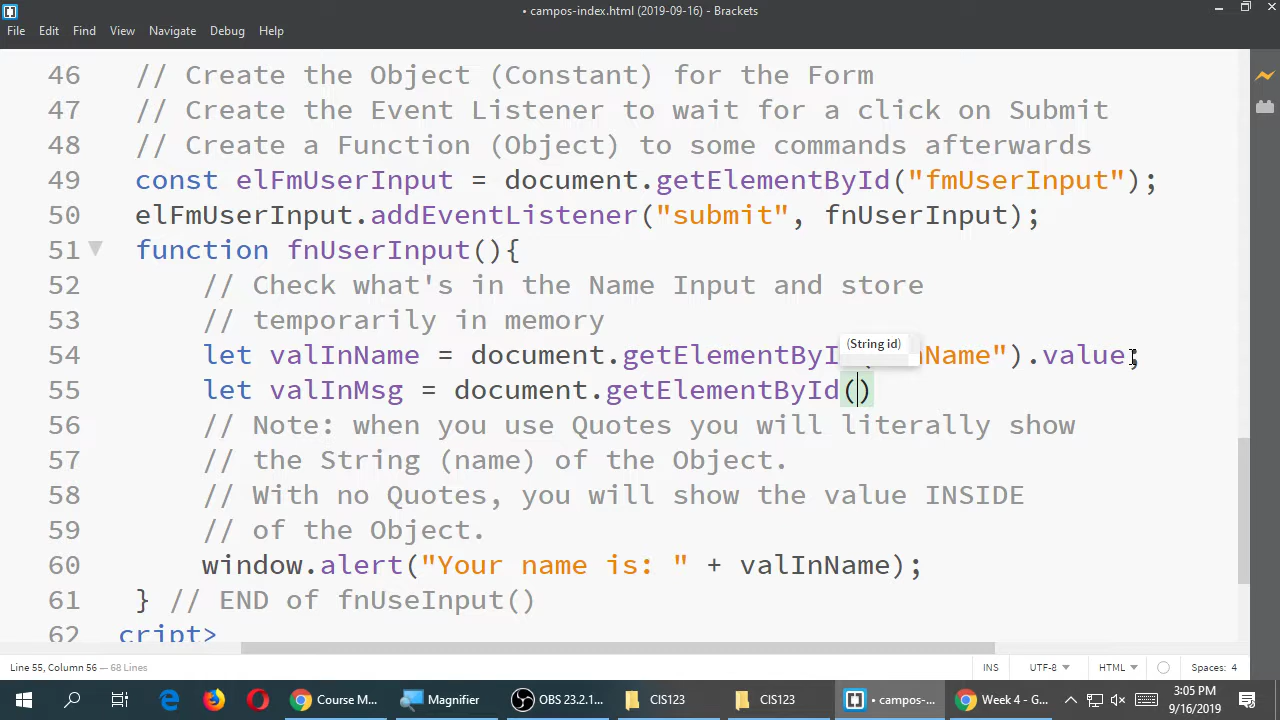 • campos-index.html (2019-09-16) - Brackets
File Edit Find View Navigate Debug Help
46 // Create the Object (Constant) for the Form
47 // Create the Event Listener to wait for a click on Submit
48 // Create a Function (Object) to some commands afterwards
49 const elFmUserInput = document.getElementById("fmUserInput");
50 elFmUserInput.addEventListener("submit", fnUserInput);
51 function fnUserInput(){
52 // Check what's in the Name Input and store
53 // temporarily in memory
(String id)
54 let valInName = document.getElementById nName").value;
55 let valInMsg = document.getElementById()
56 // Note: when you use Quotes you will literally show
57 // the String (name) of the Object.
58 // With no Quotes, you will show the value INSIDE
59 // of the Object.
60 window.alert("Your name is: " + valInName);
61 } // END of fnUseInput()
62 cript>
Line 55, Column 56 — 68 Lines INS UTF-8 HTML Spaces: 4
Course M... Magnifier OBS 23.2.1... CIS123 CIS123 • campos-... Week 4 - G... 3:05 PM
9/16/2019